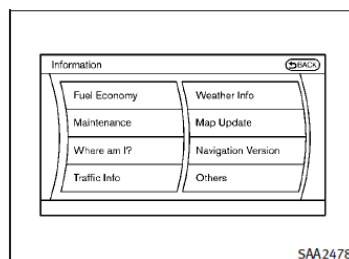 Information
BACK
Fuel Economy
Weather Info
Maintenance
Map Update
Where am I?
Navigation Version
Traffic Info
Others
SAA2478